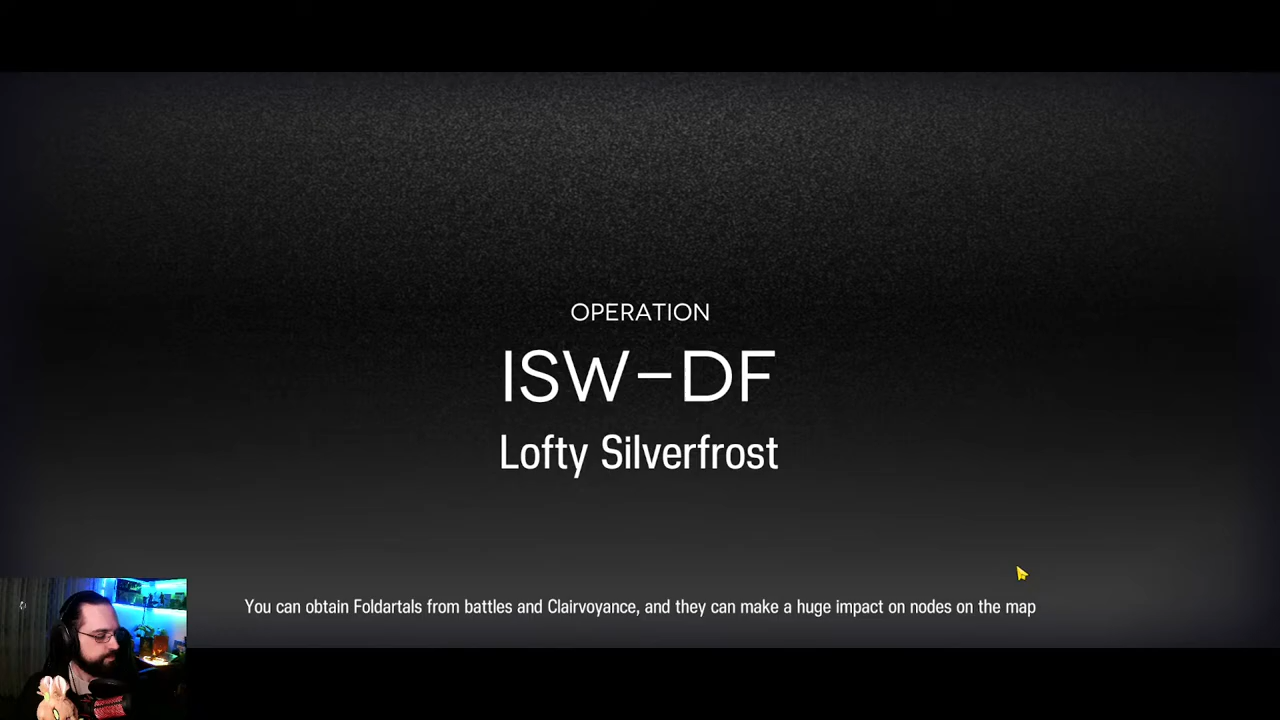 OPERATION
ISW-DF
Lofty Silverfrost
You can obtain Foldartals from battles and Clairvoyance, and they can make a huge impact on nodes on the map